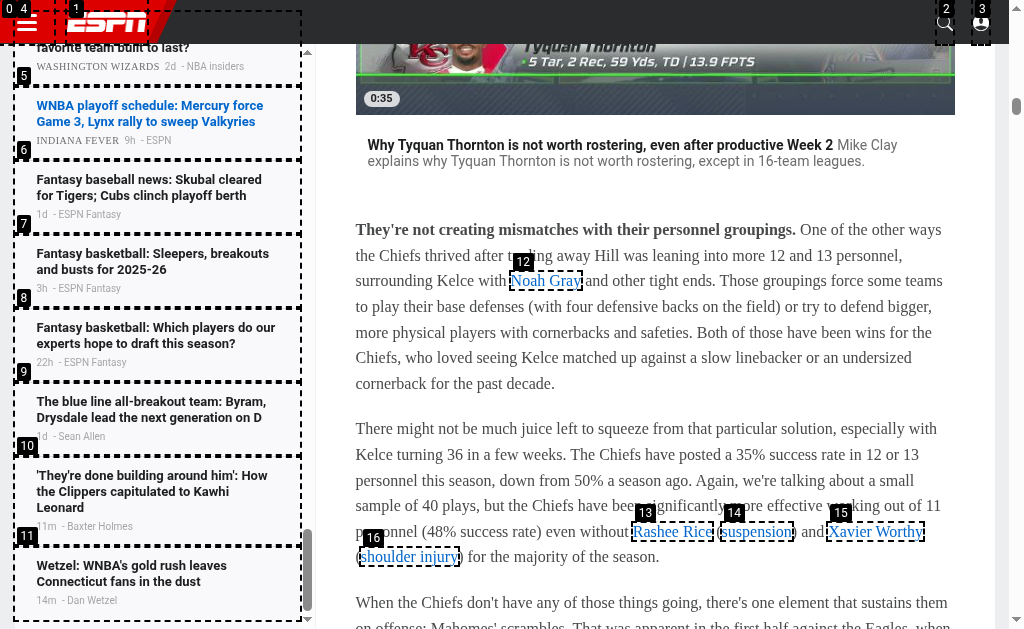 0 4
1
ESPN
2
3
favorite team built to last?
WASHINGTON WIZARDS 2d - NBA insiders
5
WNBA playoff schedule: Mercury force
Game 3, Lynx rally to sweep Valkyries
INDIANA FEVER 9h - ESPN
6
Fantasy baseball news: Skubal cleared
for Tigers; Cubs clinch playoff berth
1d - ESPN Fantasy
7
Fantasy basketball: Sleepers, breakouts
and busts for 2025-26
3h - ESPN Fantasy
8
Fantasy basketball: Which players do our
experts hope to draft this season?
22h - ESPN Fantasy
9
The blue line all-breakout team: Byram,
Drysdale lead the next generation on D
1d - Sean Allen
10
'They're done building around him': How
the Clippers capitulated to Kawhi
Leonard
11m - Baxter Holmes
11
Wetzel: WNBA's gold rush leaves
Connecticut fans in the dust
14m - Dan Wetzel
Tyquan Thornton
• 5 Tar, 2 Rec, 59 Yds, TD | 13.9 FPTS
0:35
Why Tyquan Thornton is not worth rostering, even after productive Week 2 Mike Clay
explains why Tyquan Thornton is not worth rostering, except in 16-team leagues.
They're not creating mismatches with their personnel groupings. One of the other ways
the Chiefs thrived after away Hill was leaning into more 12 and 13 personnel,
12
surrounding Kelce with Noah Gray and other tight ends. Those groupings force some teams
to play their base defenses (with four defensive backs on the field) or try to defend bigger,
more physical players with cornerbacks and safeties. Both of those have been wins for the
Chiefs, who loved seeing Kelce matched up against a slow linebacker or an undersized
cornerback for the past decade.
There might not be much juice left to squeeze from that particular solution, especially with
Kelce turning 36 in a few weeks. The Chiefs have posted a 35% success rate in 12 or 13
personnel this season, down from 50% a season ago. Again, we're talking about a small
sample of 40 plays, but the Chiefs have been significantly more effective working out of 11
13
14
15
personnel (48% success rate) even without Rashee Rice (suspension) and Xavier Worthy
16
(shoulder injury) for the majority of the season.
When the Chiefs don't have any of those things going, there's one element that sustains them
on offense: Mahomes' scrambles. That was apparent in the first half against the Eagles, when